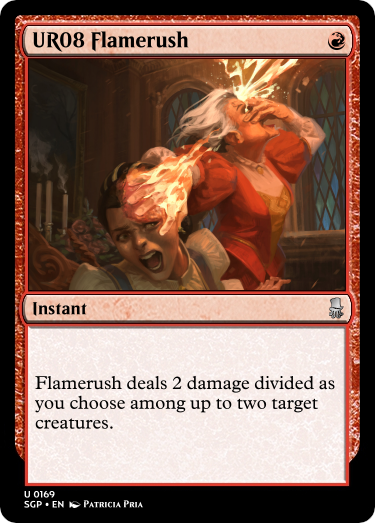 UR08 Flamerush
Instant
Flamerush deals 2 damage divided as
you choose among up to two target
creatures.
U 0169
SGP • EN Patricia Pria